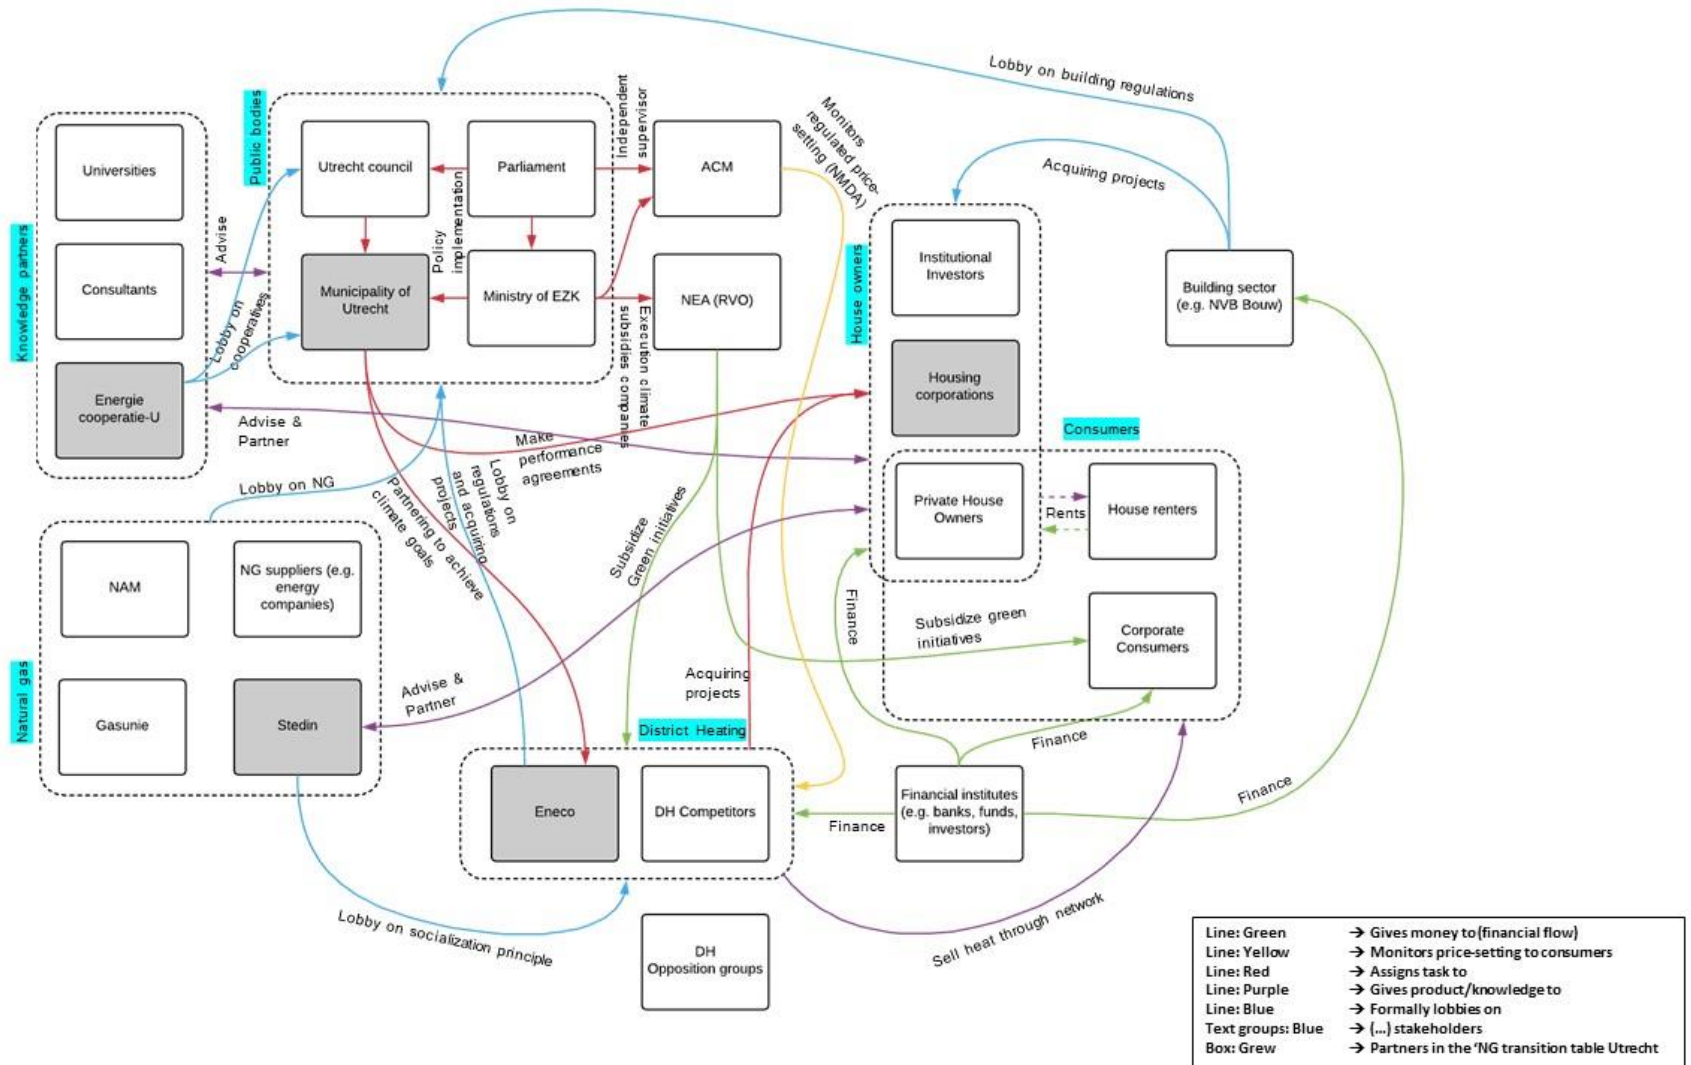 Lobby on building regulations
Acquiring projects
Knowledge partners
Universities
Consultants
Energie
cooperatie-U
Advise
Lobby on
cooperatives
Advise &
Partner
Public bodies
Utrecht council
Parliament
Municipality of
Utrecht
Ministry of EZK
Policy
implementation
Independent
supervisor
ACM
NEA (RVO)
Execution climate
subsidies companies
Monitors
regulated price-
setting (NMDA)
House owners
Institutional
Investors
Housing
corporations
Private House
Owners
Consumers
House renters
Rents
Corporate
Consumers
Building sector
(e.g. NVB Bouw)
Make
performance
agreements
Lobby on NG
Lobby on
regulations
and acquiring
projects
Partnering to achieve
climate goals
Subsidize
Green initiatives
Subsidize green
initiatives
Finance
Natural gas
NAM
NG suppliers (e.g.
energy
companies)
Gasunie
Stedin
Advise &
Partner
Acquiring
projects
District Heating
Eneco
DH Competitors
Finance
Financial institutes
(e.g. banks, funds,
investors)
Finance
Finance
Lobby on socialization principle
DH
Opposition groups
Sell heat through network
Line: Green → Gives money to (financial flow)
Line: Yellow → Monitors price-setting to consumers
Line: Red → Assigns task to
Line: Purple → Gives product/knowledge to
Line: Blue → Formally lobbies on
Text groups: Blue → (...) stakeholders
Box: Grew → Partners in the 'NG transition table Utrecht